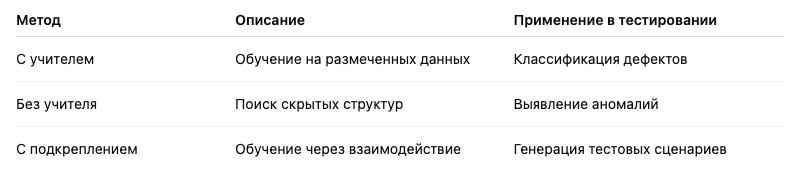 Метод Описание Применение в тестировании
С учителем Обучение на размеченных данных Классификация дефектов
Без учителя Поиск скрытых структур Выявление аномалий
С подкреплением Обучение через взаимодействие Генерация тестовых сценариев